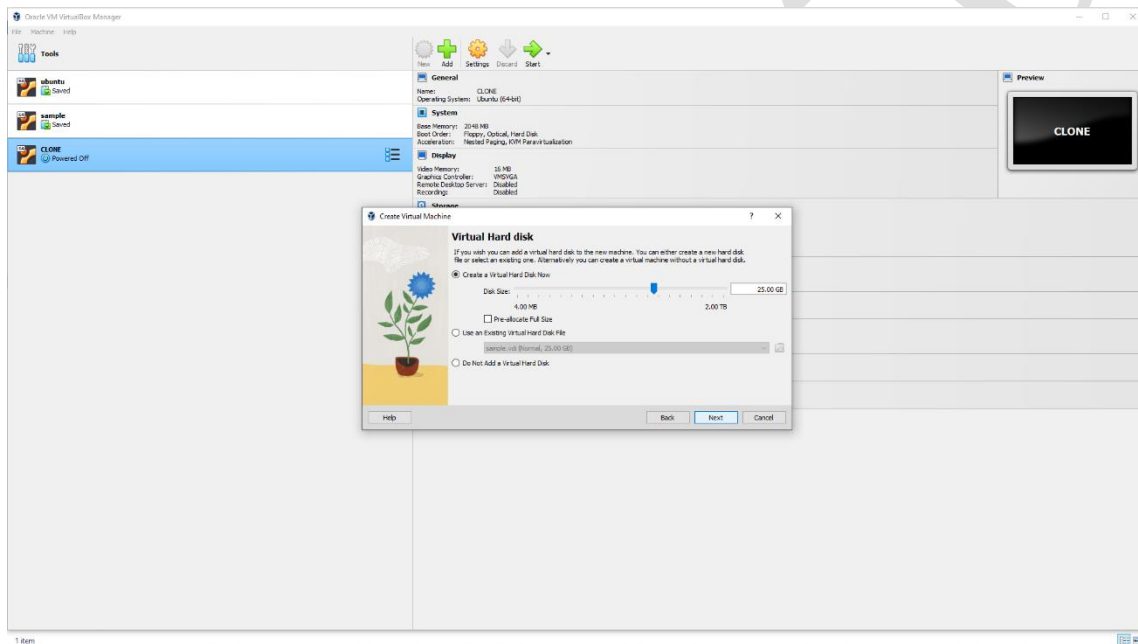 Oracle VM VirtualBox Manager
File Machine Help
Tools
ubuntu
Saved
sample
Saved
CLONE
Powered Off
New Add Settings Discard Start
General
Name: CLONE
Operating System: Ubuntu (64-bit)
System
Base Memory: 2048 MB
Boot Order: Floppy, Optical, Hard Disk
Acceleration: Nested Paging, KVM Paravirtualization
Display
Video Memory: 16 MB
Graphics Controller: VMSVGA
Remote Desktop Server: Disabled
Recording: Disabled
Storage
Preview
CLONE
Create Virtual Machine
Virtual Hard disk
If you wish you can add a virtual hard disk to the new machine. You can either create a new hard disk
file or select an existing one. Alternatively you can create a virtual machine without a virtual hard disk.
Create a Virtual Hard Disk Now
Disk Size: 25.00 GB
4.00 MB 2.00 TB
Pre-allocate Full Size
Use an Existing Virtual Hard Disk File
sample.vdi (Normal, 25.00 GB)
Do Not Add a Virtual Hard Disk
Help Back Next Cancel
1 item